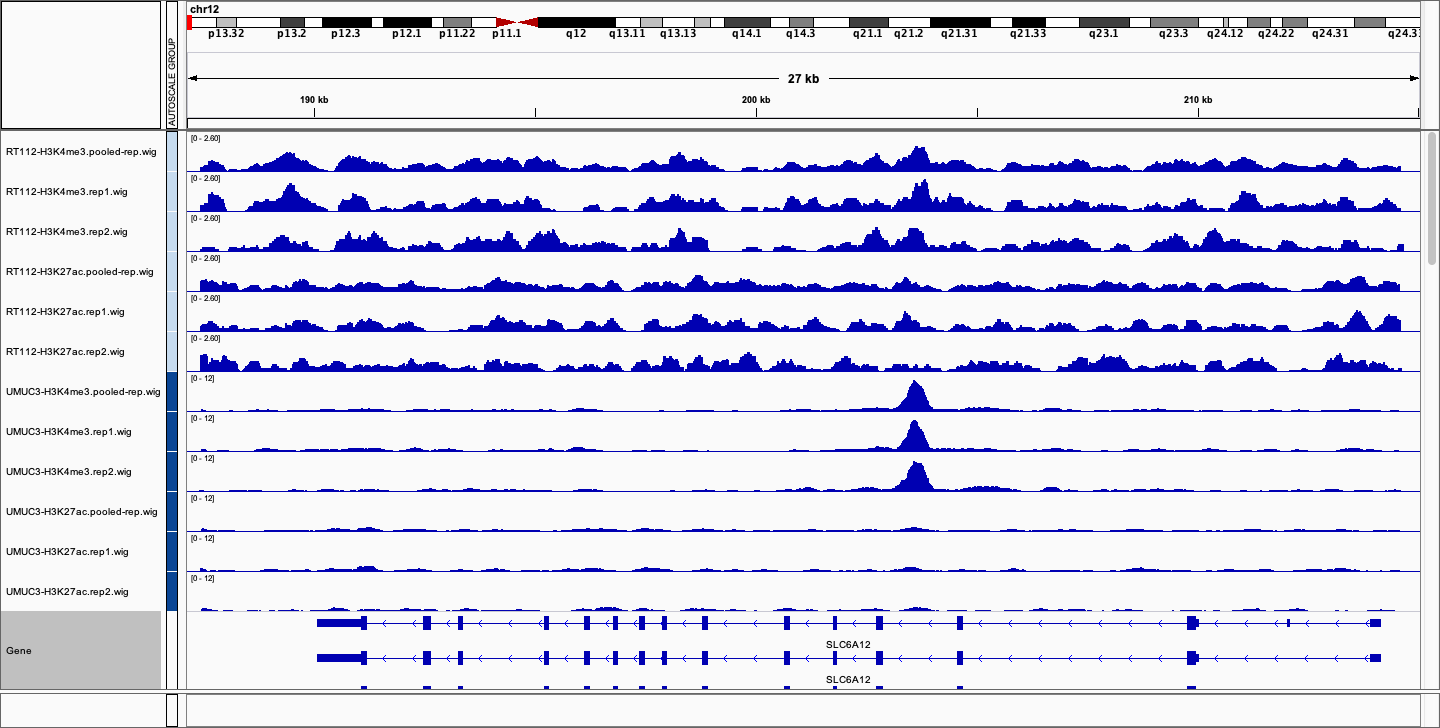 chr12
p13.32 p13.2 p12.3 p12.1 p11.22 p11.1 q12 q13.11 q13.13 q14.1 q14.3 q21.1 q21.2 q21.31 q21.33 q23.1 q23.3 q24.12 q24.22 q24.31
27 kb
190 kb 200 kb 210 kb
AUTOSCALE GROUP
[0 - 2.60]
RT112-H3K4me3.pooled-rep.wig
[0 - 2.60]
RT112-H3K4me3.rep1.wig
[0 - 2.60]
RT112-H3K4me3.rep2.wig
[0 - 2.60]
RT112-H3K27ac.pooled-rep.wig
[0 - 2.60]
RT112-H3K27ac.rep1.wig
[0 - 2.60]
RT112-H3K27ac.rep2.wig
[0 - 12]
UMUC3-H3K4me3.pooled-rep.wig
[0 - 12]
UMUC3-H3K4me3.rep1.wig
[0 - 12]
UMUC3-H3K4me3.rep2.wig
[0 - 12]
UMUC3-H3K27ac.pooled-rep.wig
[0 - 12]
UMUC3-H3K27ac.rep1.wig
[0 - 12]
UMUC3-H3K27ac.rep2.wig
SLC6A12
Gene
SLC6A12